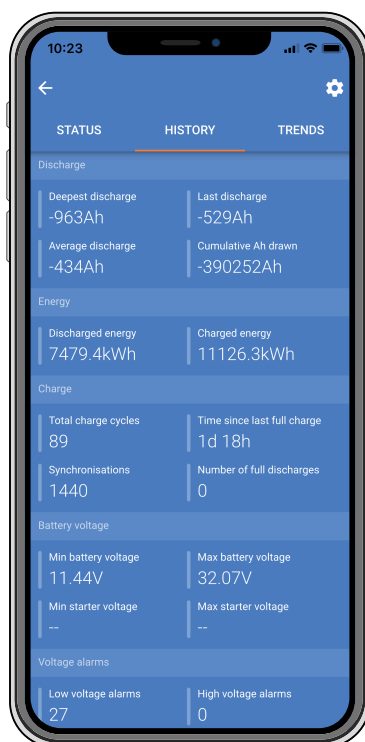 10:23
STATUS HISTORY TRENDS
Discharge
Deepest discharge Last discharge
-963Ah -529Ah
Average discharge Cumulative Ah drawn
-434Ah -390252Ah
Energy
Discharged energy Charged energy
7479.4kWh 11126.3kWh
Charge
Total charge cycles Time since last full charge
89 1d 18h
Synchronisations Number of full discharges
1440 0
Battery voltage
Min battery voltage Max battery voltage
11.44V 32.07V
Min starter voltage Max starter voltage
-- --
Voltage alarms
Low voltage alarms High voltage alarms
27 0